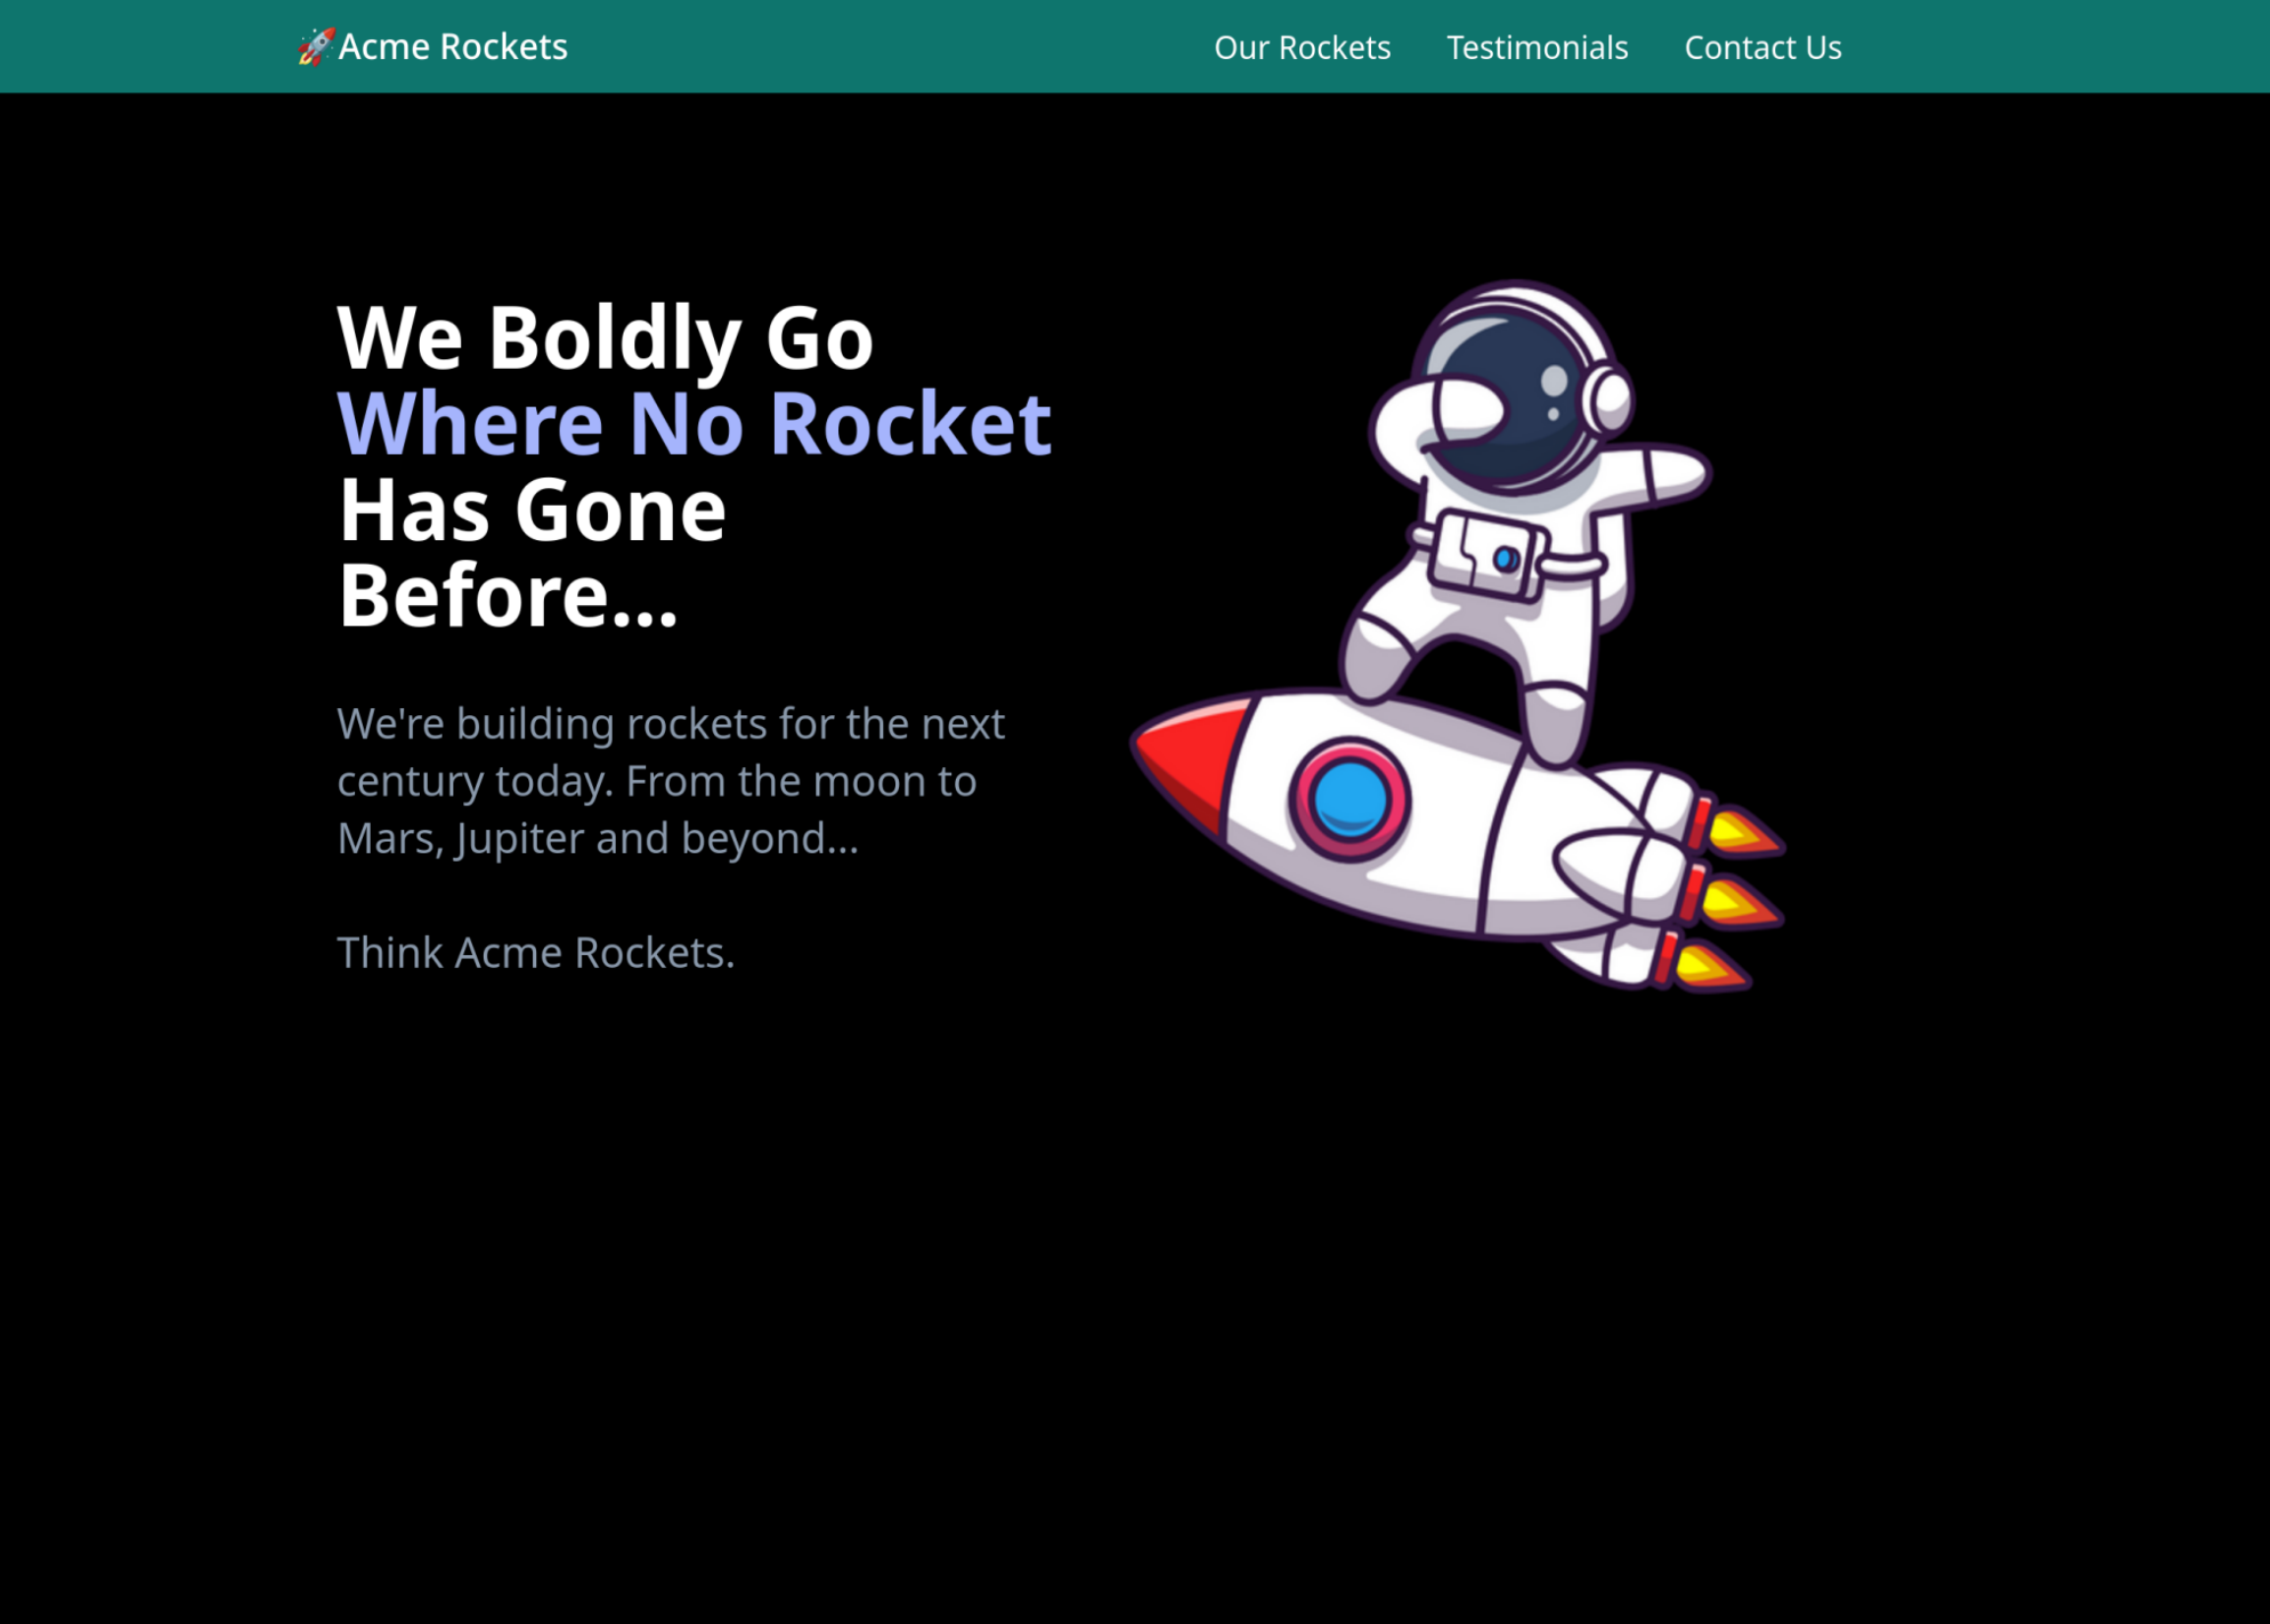 🚀Acme Rockets
Our Rockets
Testimonials
Contact Us
We Boldly Go
Where No Rocket
Has Gone
Before...
We're building rockets for the next
century today. From the moon to
Mars, Jupiter and beyond...
Think Acme Rockets.